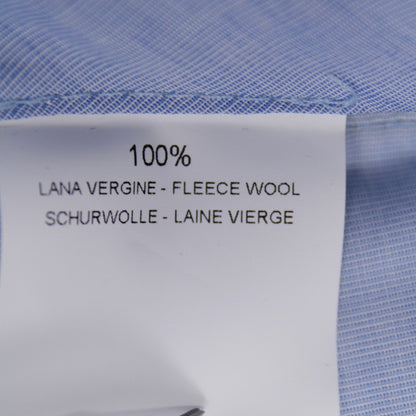 100%
LANA VERGINE - FLEECE WOOL
SCHURWOLLE - LAINE VIERGE